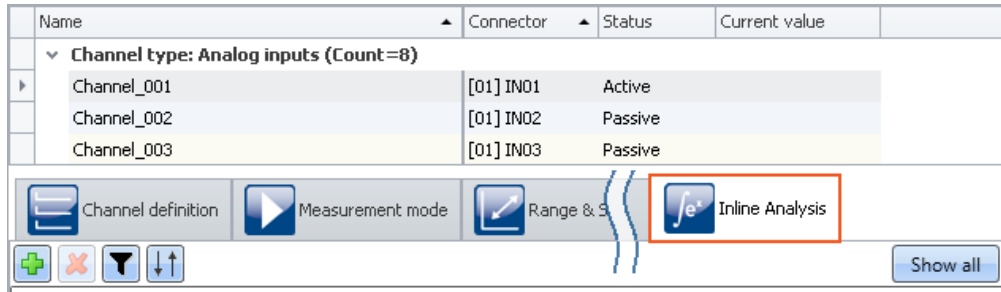 Name Connector Status Current value
Channel type: Analog inputs (Count=8)
Channel_001 [01] IN01 Active
Channel_002 [01] IN02 Passive
Channel_003 [01] IN03 Passive
Channel definition Measurement mode Range & S ∫eˣ Inline Analysis
Show all